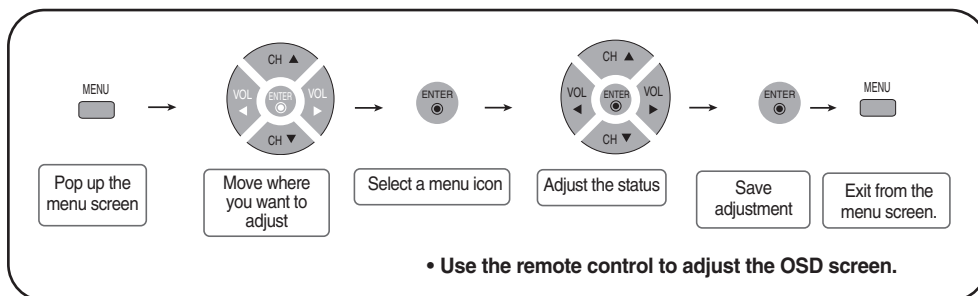 MENU
CH ▲
VOL ◄
ENTER
VOL ►
CH ▼
ENTER
CH ▲
VOL ◄
ENTER
VOL ►
CH ▼
ENTER
MENU
Pop up the
menu screen
Move where
you want to
adjust
Select a menu icon
Adjust the status
Save
adjustment
Exit from the
menu screen.
• Use the remote control to adjust the OSD screen.